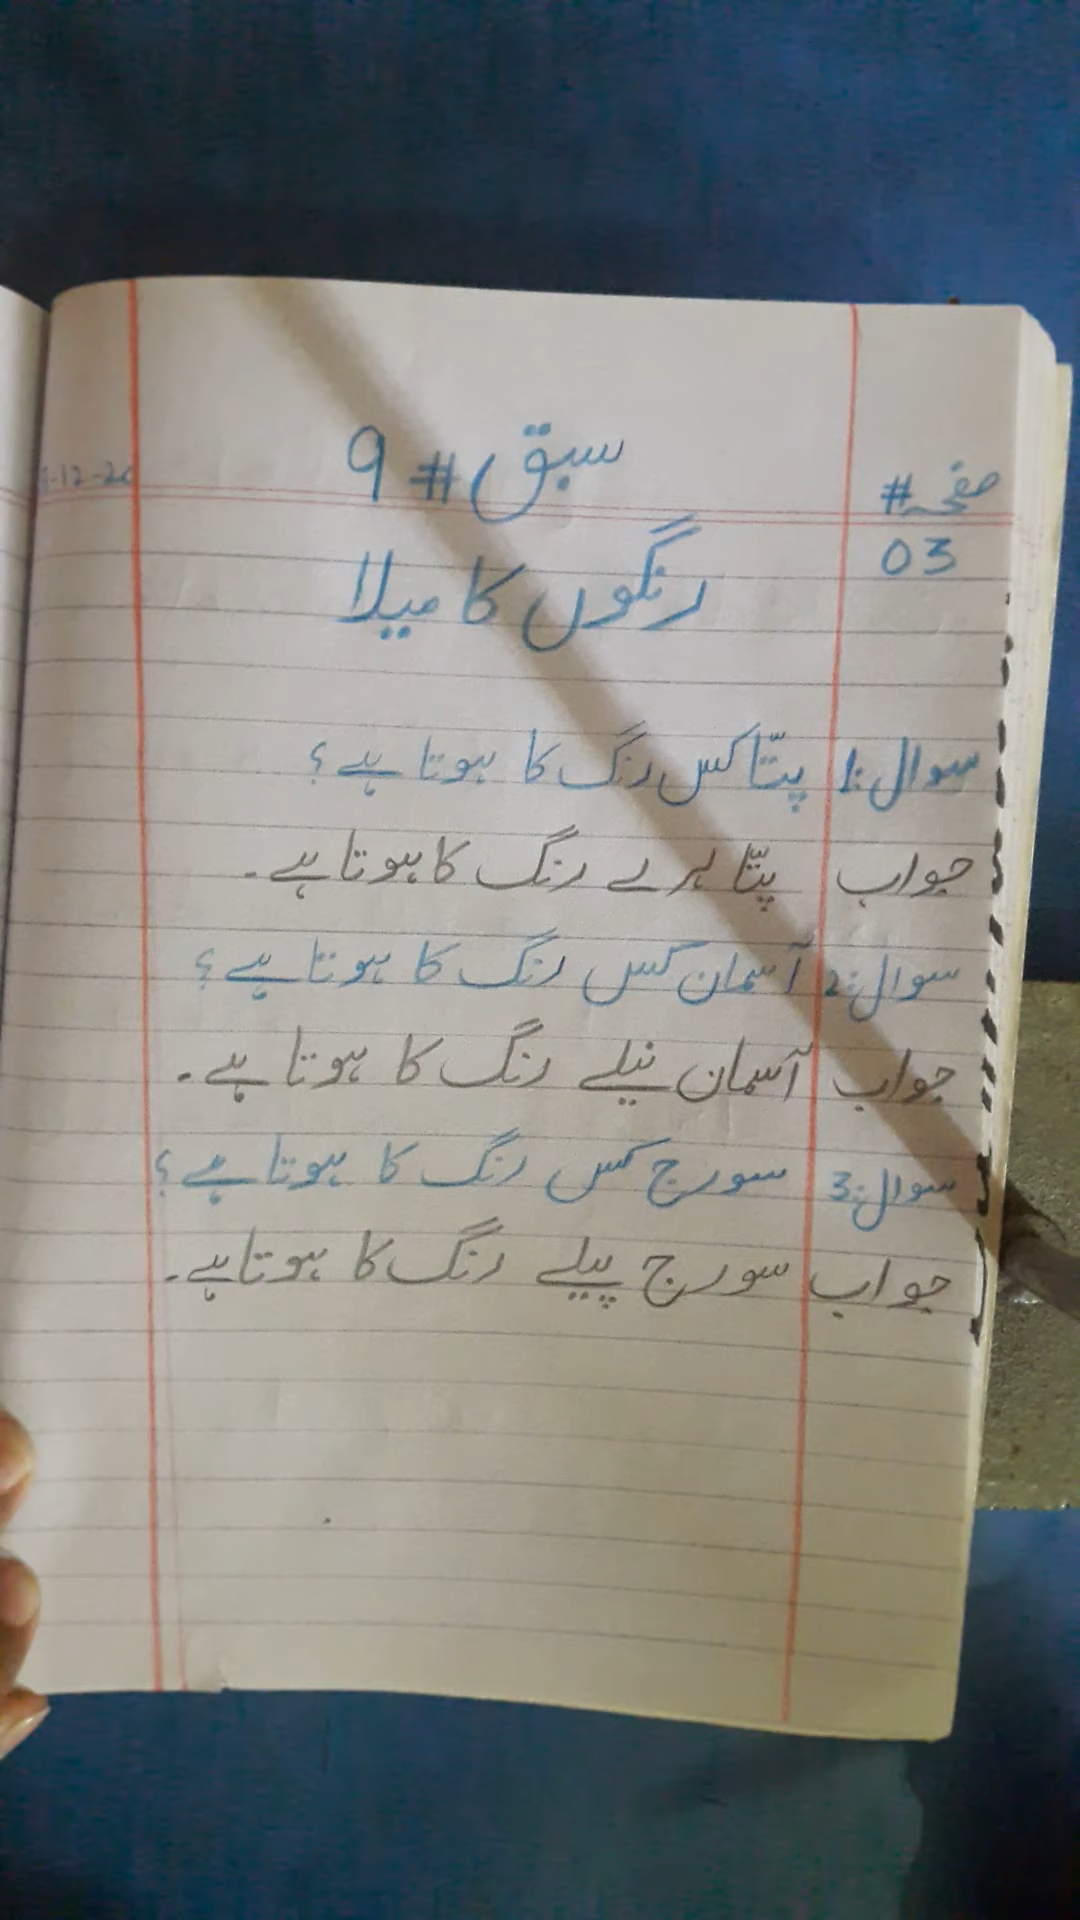 سبق # 9
صفحہ #
03
رنگوں کا میلا
سوال:1 پتّا کس رنگ کا ہوتا ہے؟
جواب پتّا ہرے رنگ کا ہوتا ہے۔
سوال:2 آسمان کس رنگ کا ہوتا ہے؟
جواب آسمان نیلے رنگ کا ہوتا ہے۔
سوال:3 سورج کس رنگ کا ہوتا ہے؟
جواب سورج پیلے رنگ کا ہوتا ہے۔